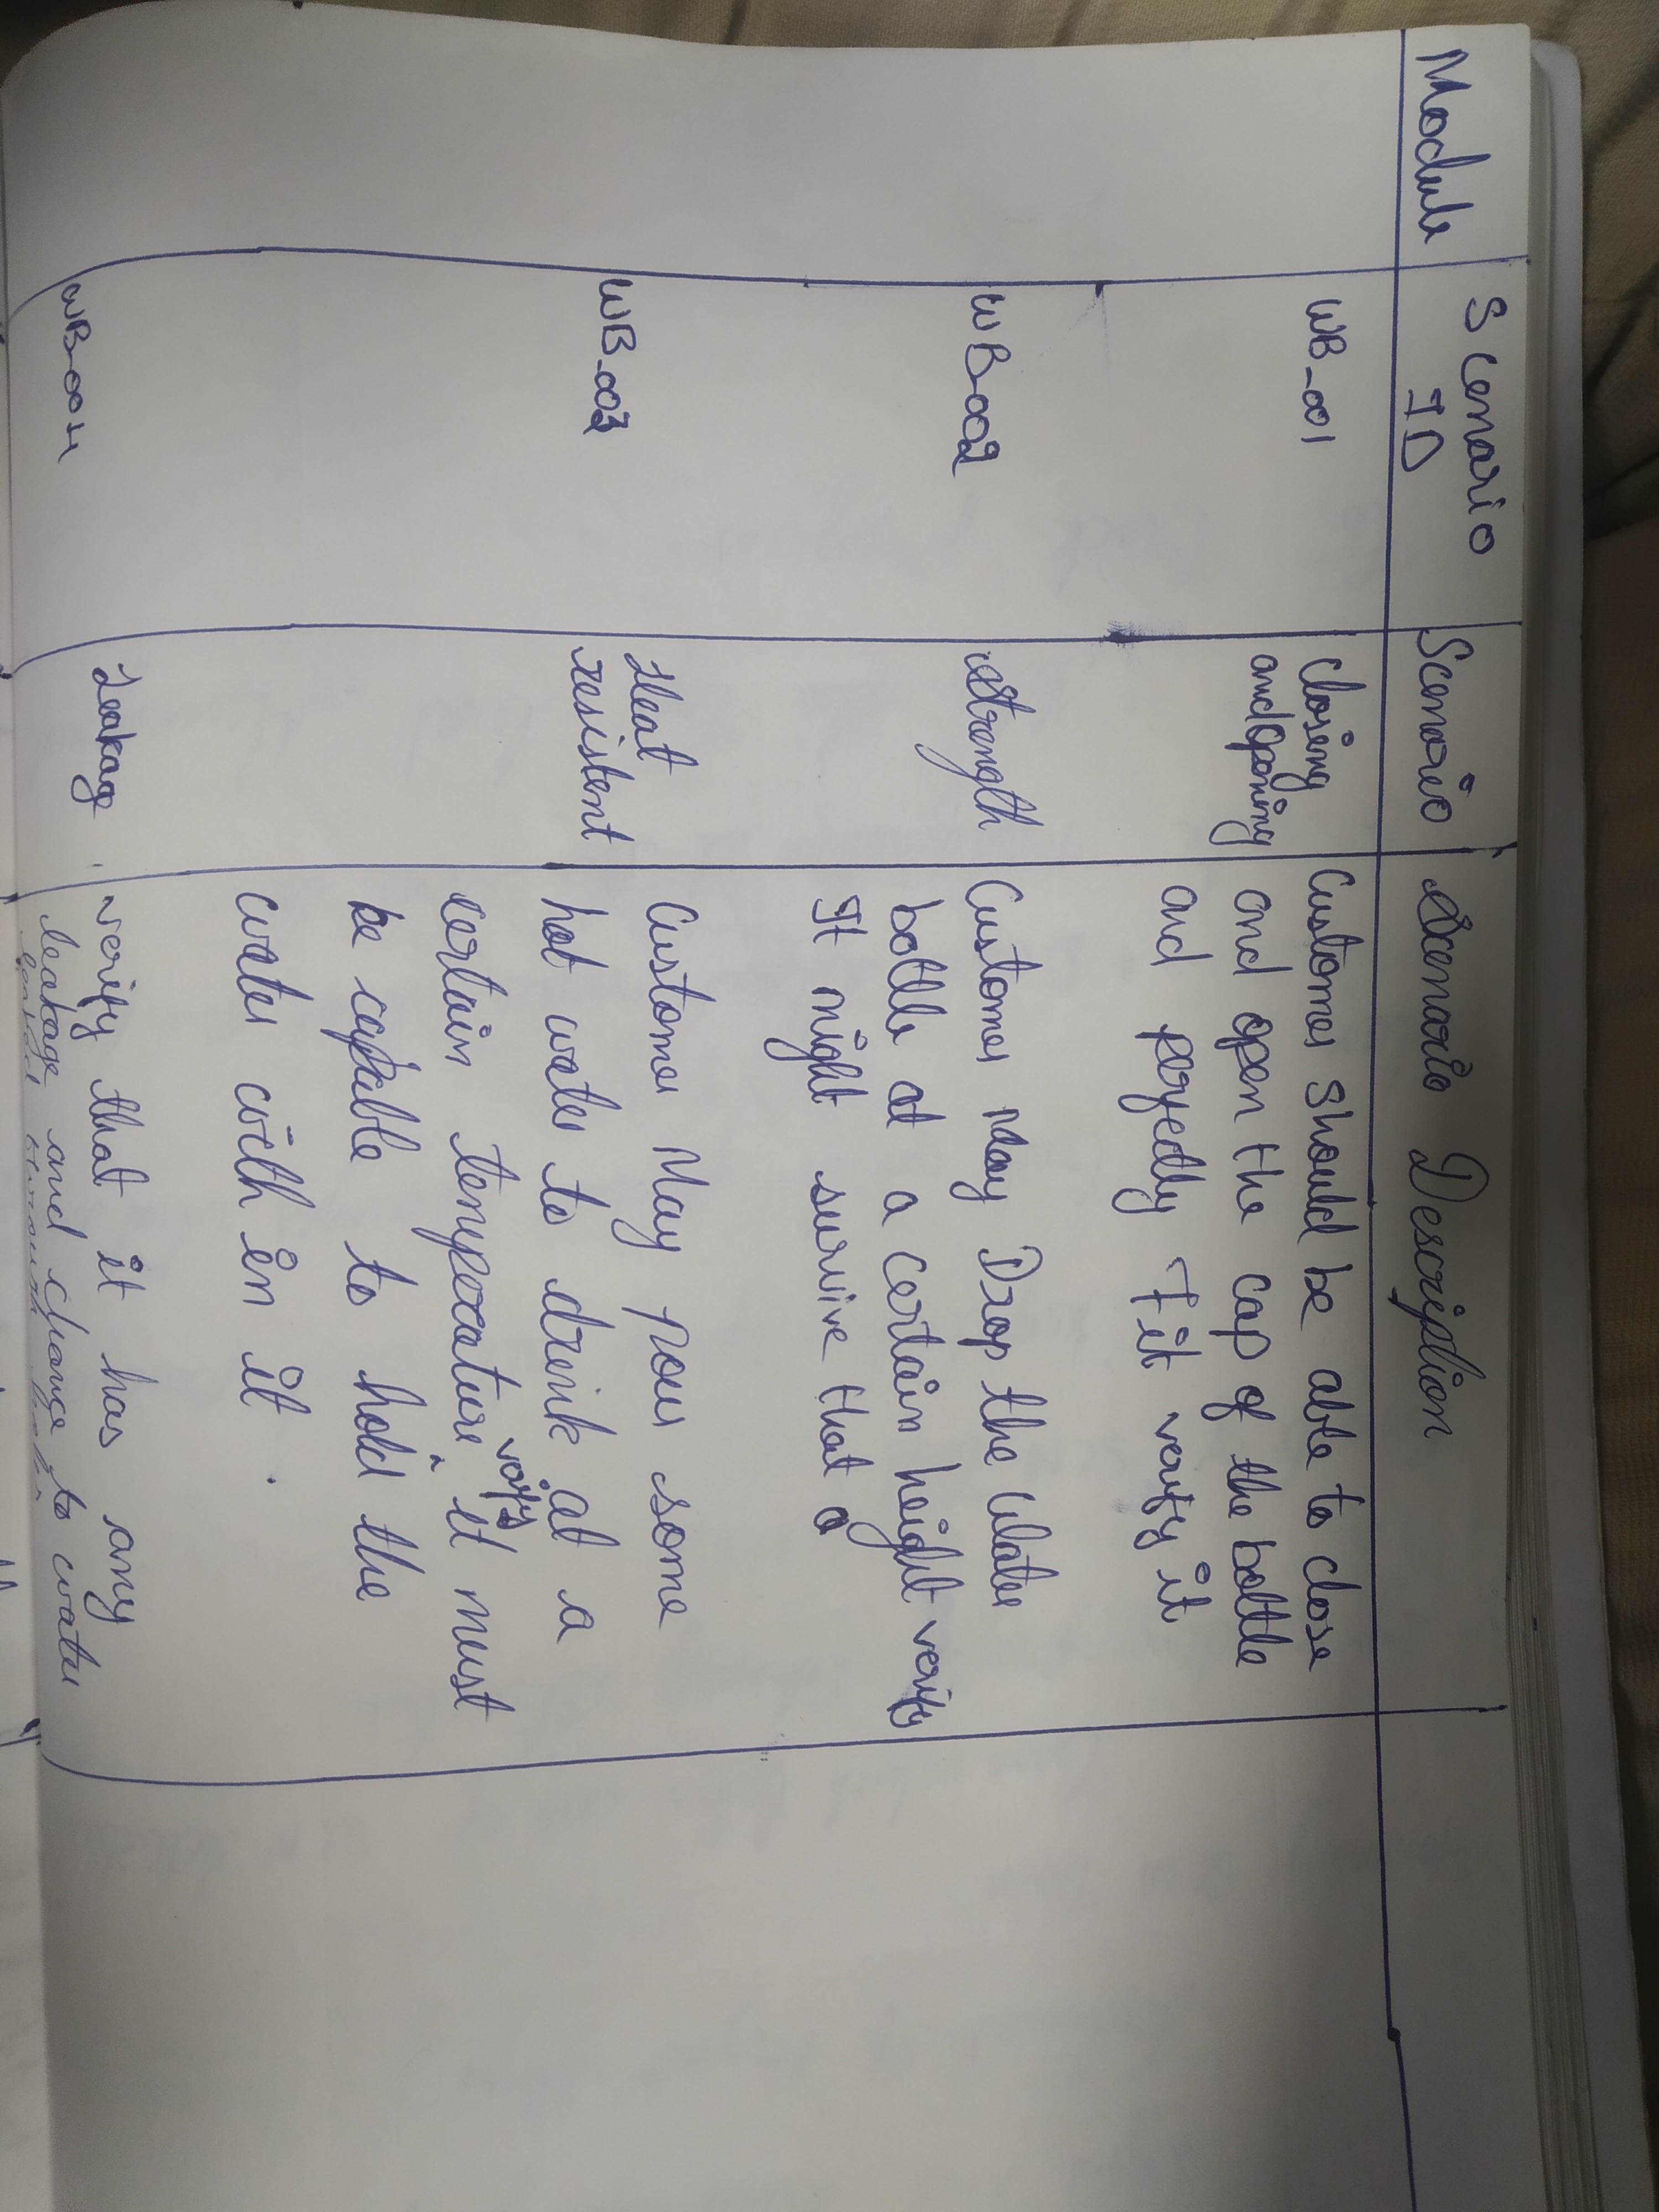 Module
Scenario
ID
Scenario
Scenario Description
WB_001
closing
and opening
Customer should be able to close
and open the cap of the bottle
and perfectly Fit verify it
WB_002
strength
Customer May Drop the Water
bottle at a certain height verify
It might survive that
WB_003
Heat
resistent
Customer May pour some
hot water to drink at a
certain temperature verify it must
be capable to hold the
water with in it.
WB_004
Leakage
verify that it has any
leakage and chance to water